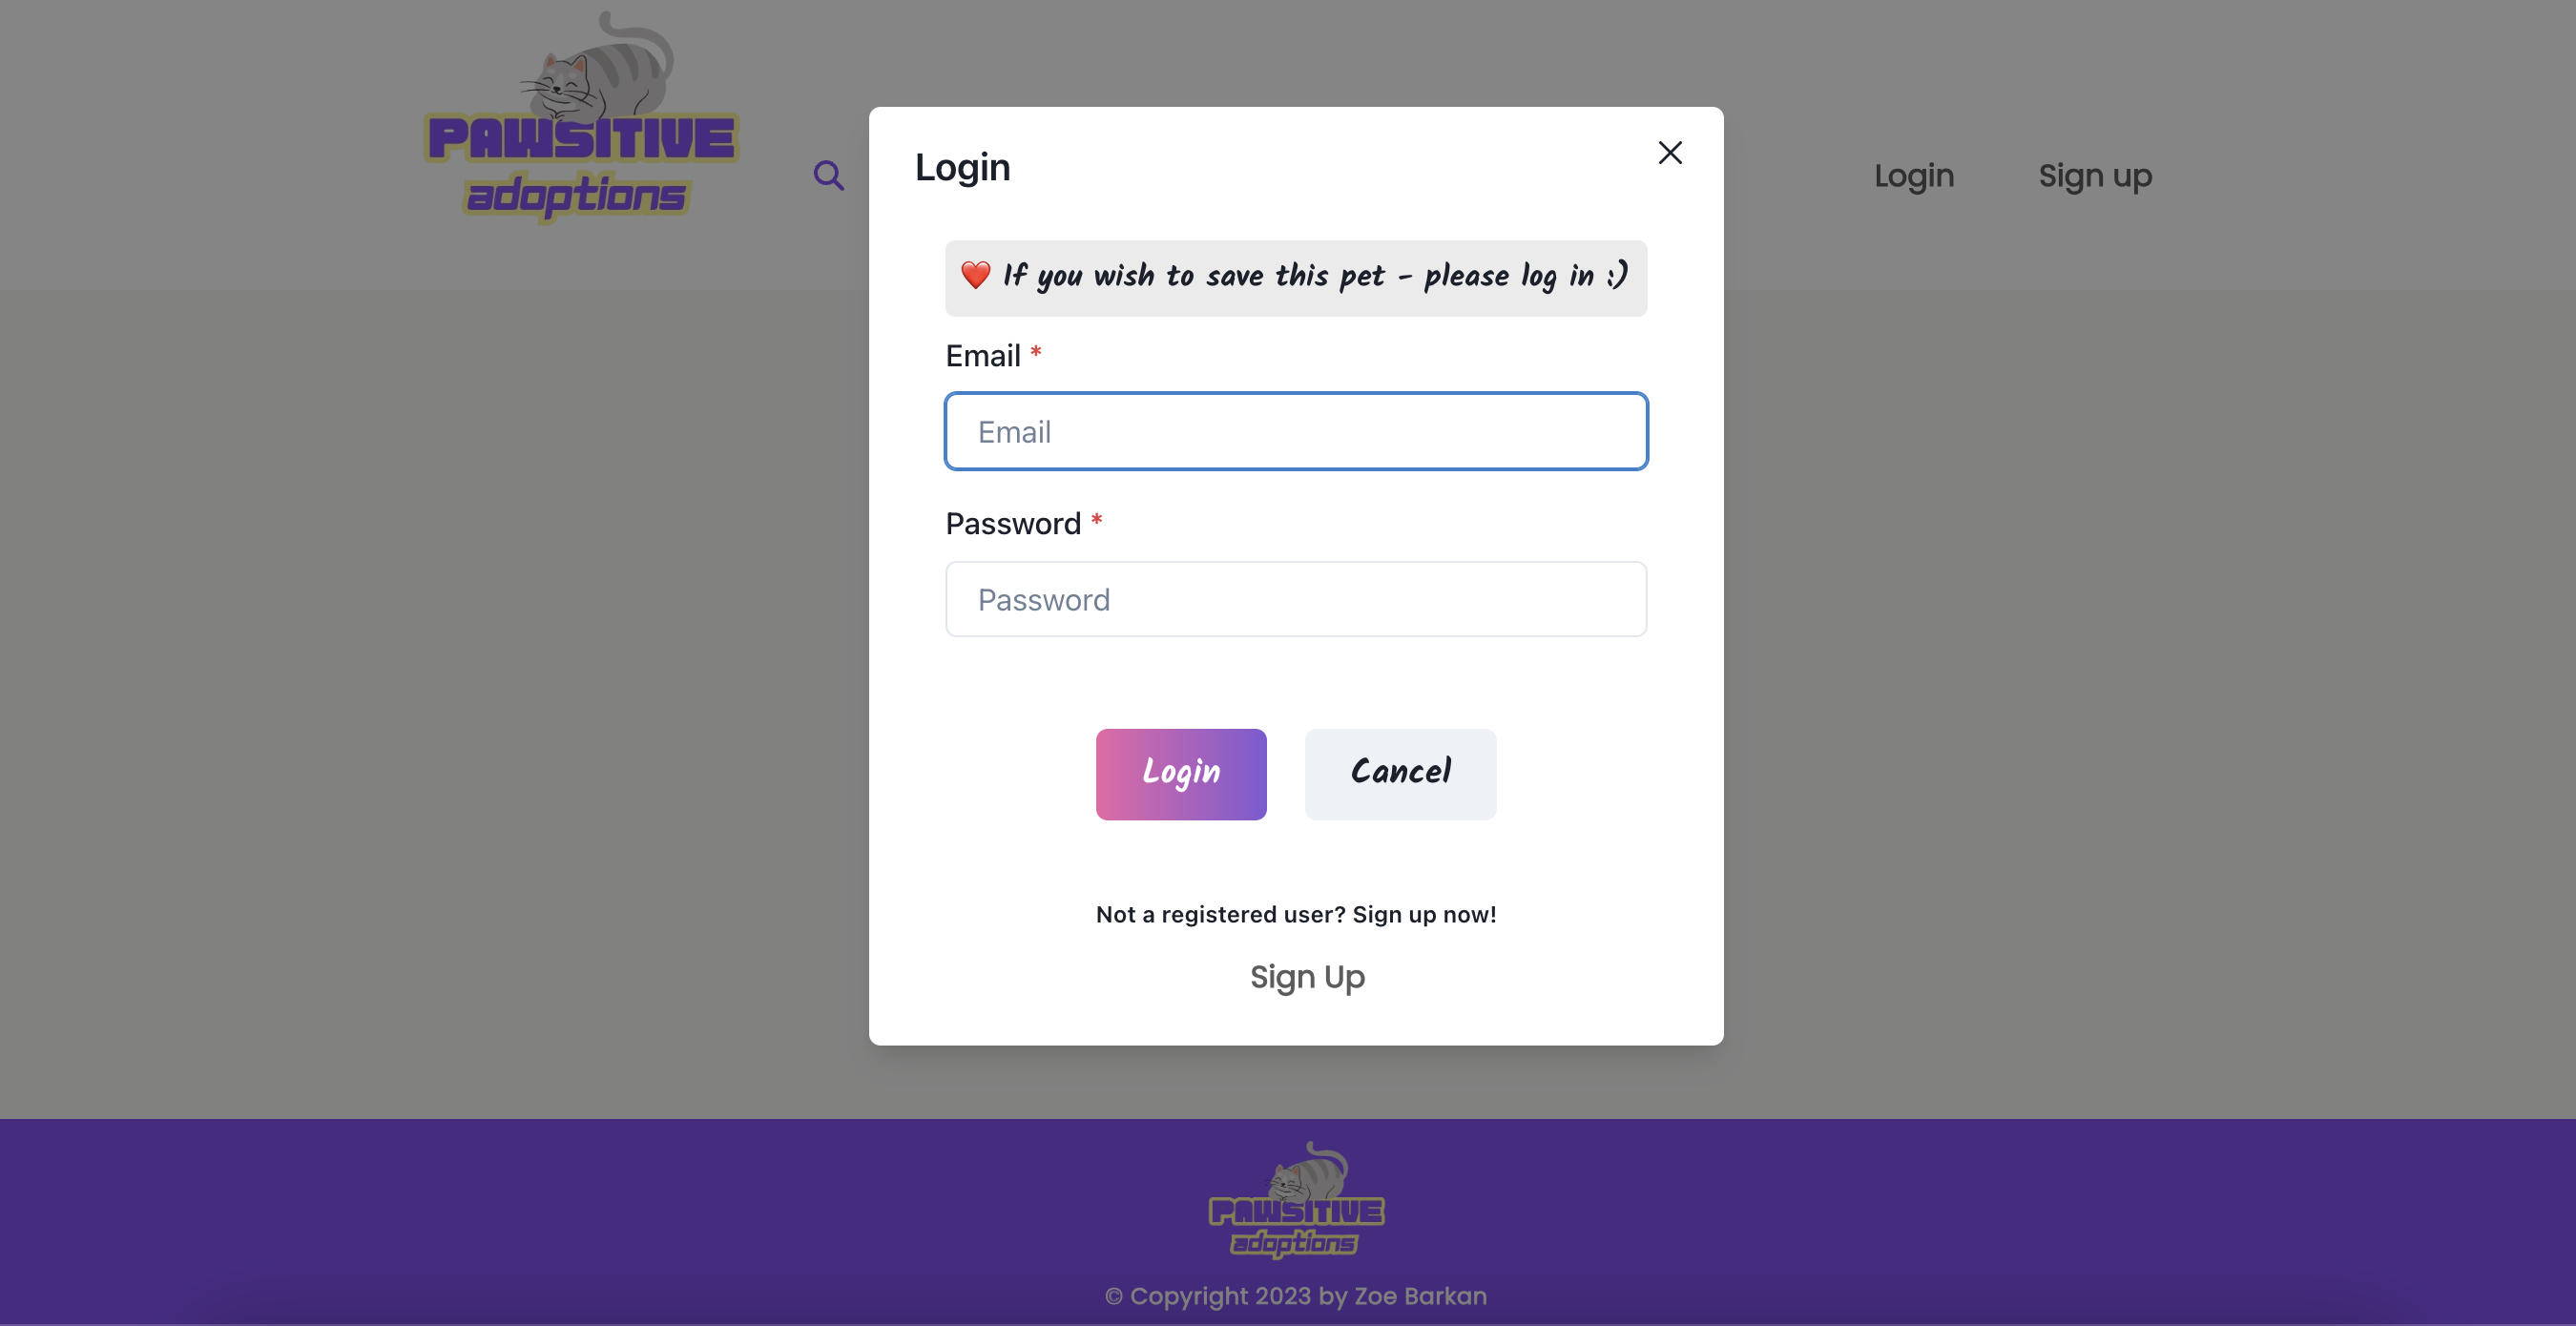 PAWSITIVE
adoptions
Login
Sign up
Login
❤️ If you wish to save this pet - please log in :)
Email *
Email
Password *
Password
Login
Cancel
Not a registered user? Sign up now!
Sign Up
PAWSITIVE
adoptions
© Copyright 2023 by Zoe Barkan